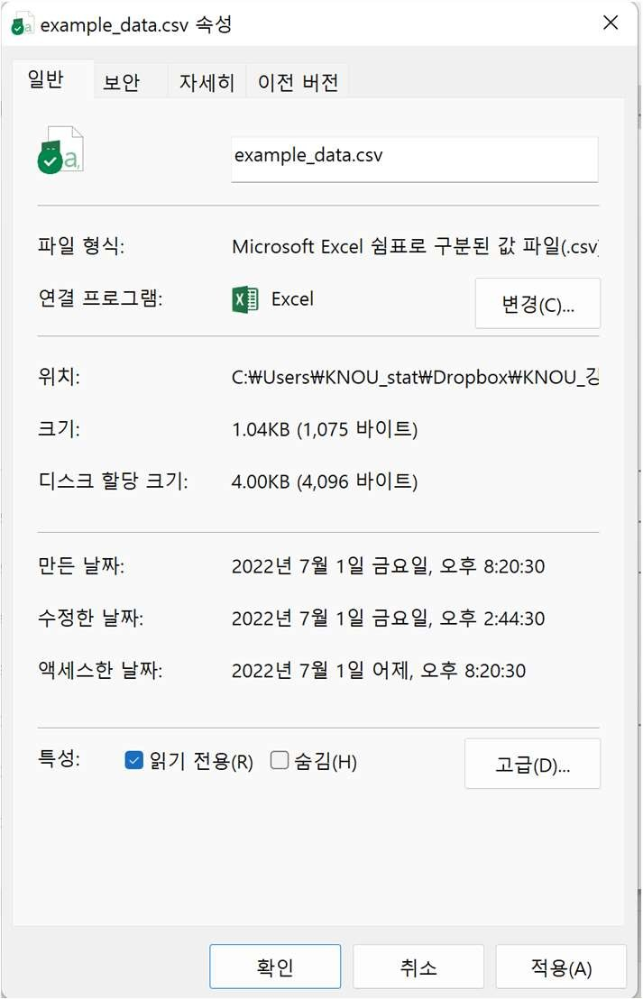 example_data.csv 속성
일반 보안 자세히 이전 버전
a,
example_data.csv
파일 형식: Microsoft Excel 쉼표로 구분된 값 파일(.csv)
연결 프로그램: Excel 변경(C)...
위치: C:₩Users₩KNOU_stat₩Dropbox₩KNOU_강
크기: 1.04KB (1,075 바이트)
디스크 할당 크기: 4.00KB (4,096 바이트)
만든 날짜: 2022년 7월 1일 금요일, 오후 8:20:30
수정한 날짜: 2022년 7월 1일 금요일, 오후 2:44:30
액세스한 날짜: 2022년 7월 1일 어제, 오후 8:20:30
특성: 읽기 전용(R) 숨김(H) 고급(D)...
확인 취소 적용(A)